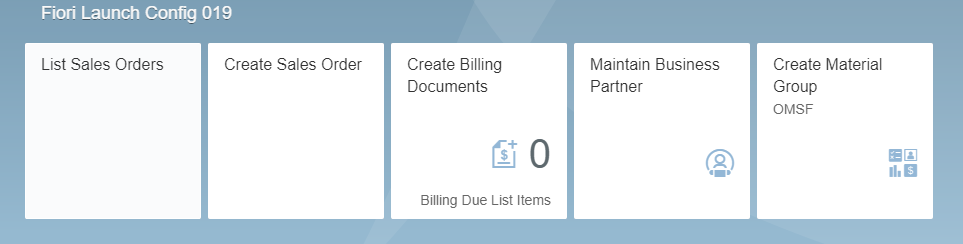 Fiori Launch Config 019
List Sales Orders
Create Sales Order
Create Billing
Documents
0
Billing Due List Items
Maintain Business
Partner
Create Material
Group
OMSF